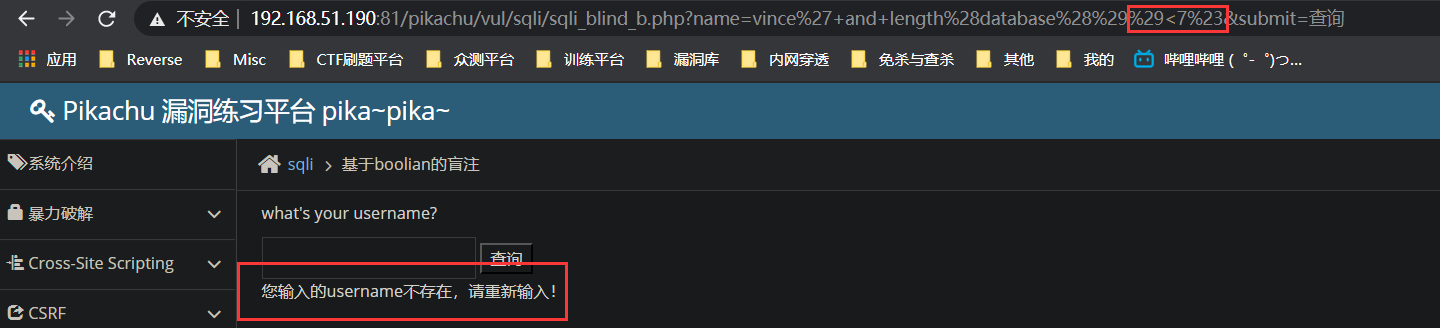 不安全 | 192.168.51.190:81/pikachu/vul/sqli/sqli_blind_b.php?name=vince%27+and+length%28database%28%29%29<7%23&submit=查询
应用 Reverse Misc CTF刷题平台 众测平台 训练平台 漏洞库 内网穿透 免杀与查杀 其他 我的 哔哩哔哩 ( ゜- ゜)つ...
Pikachu 漏洞练习平台 pika~pika~
系统介绍
sqli > 基于boolian的盲注
暴力破解
what's your username?
查询
Cross-Site Scripting
您输入的username不存在，请重新输入！
CSRF